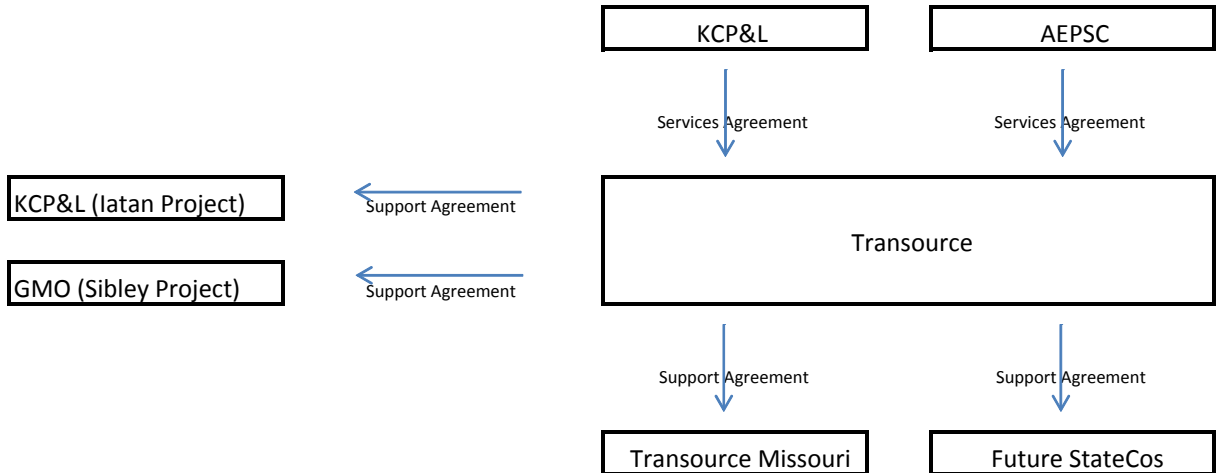 KCP&L
AEPSC
Services Agreement
Services Agreement
KCP&L (Iatan Project)
Support Agreement
Transource
GMO (Sibley Project)
Support Agreement
Support Agreement
Support Agreement
Transource Missouri
Future StateCos